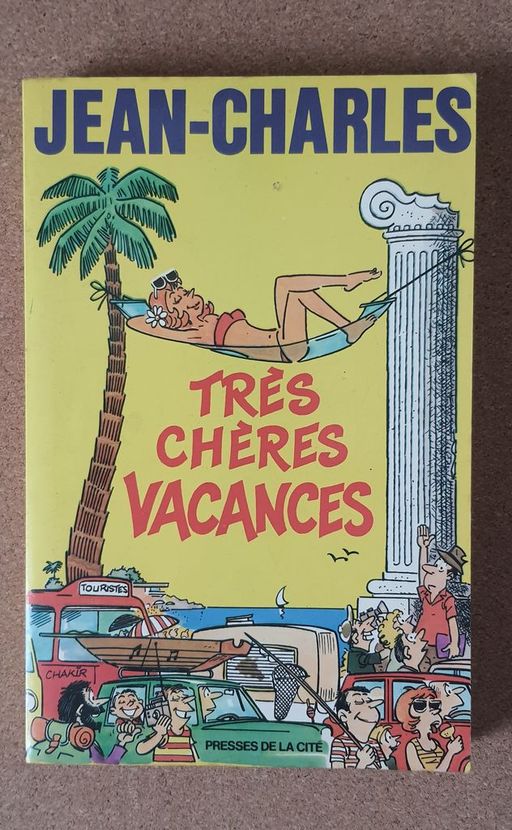 JEAN-CHARLES
TRÈS
CHÈRES
VACANCES
TOURISTES
CHAKIR
PRESSES DE LA CITÉ